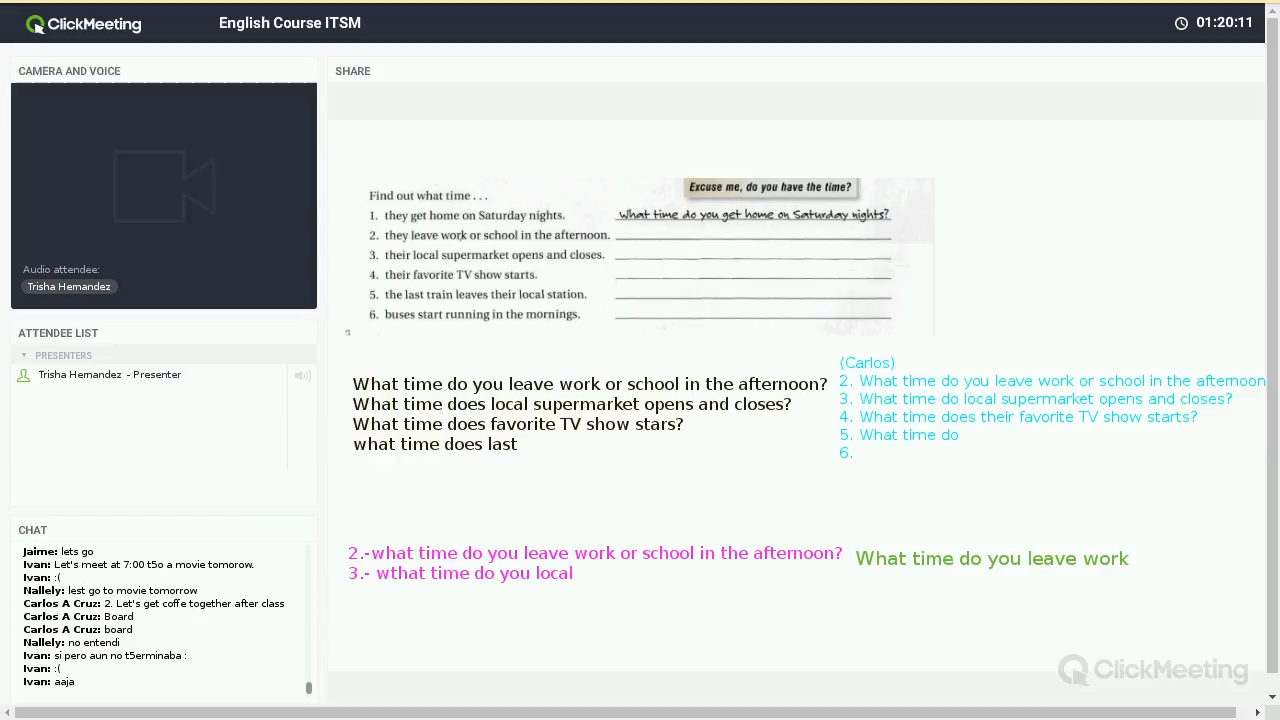 ClickMeeting
English Course ITSM
01:20:11
CAMERA AND VOICE
Audio attendee:
Trisha Hernandez
ATTENDEE LIST
PRESENTERS
Trisha Hernandez - Presenter
CHAT
Jaime: lets go
Ivan: Let's meet at 7:00 t5o a movie tomorow.
Ivan: :(
Nallely: lest go to movie tomorrow
Carlos A Cruz: 2. Let's get coffe together after class
Carlos A Cruz: Board
Carlos A Cruz: board
Nallely: no entendi
Ivan: si pero aun no t5erminaba :
Ivan: :(
Ivan: aaja
SHARE
Excuse me, do you have the time?
Find out what time . . .
1. they get home on Saturday nights. What time do you get home on Saturday nights?
2. they leave work or school in the afternoon.
3. their local supermarket opens and closes.
4. their favorite TV show starts.
5. the last train leaves their local station.
6. buses start running in the mornings.
What time do you leave work or school in the afternoon?
What time does local supermarket opens and closes?
What time does favorite TV show stars?
what time does last
(Carlos)
2. What time do you leave work or school in the afternoon
3. What time do local supermarket opens and closes?
4. What time does their favorite TV show starts?
5. What time do
6.
2.-what time do you leave work or school in the afternoon?
3.- wthat time do you local
What time do you leave work
ClickMeeting